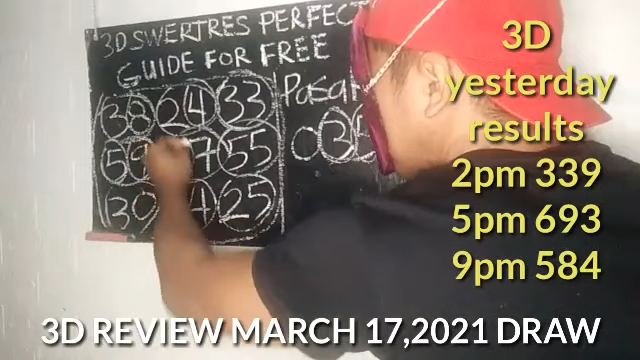 3D SWERTRES PERFECT
GUIDE FOR FREE
38 24 33
55
39 25
3D
yesterday
results
2pm 339
5pm 693
9pm 584
3D REVIEW MARCH 17,2021 DRAW